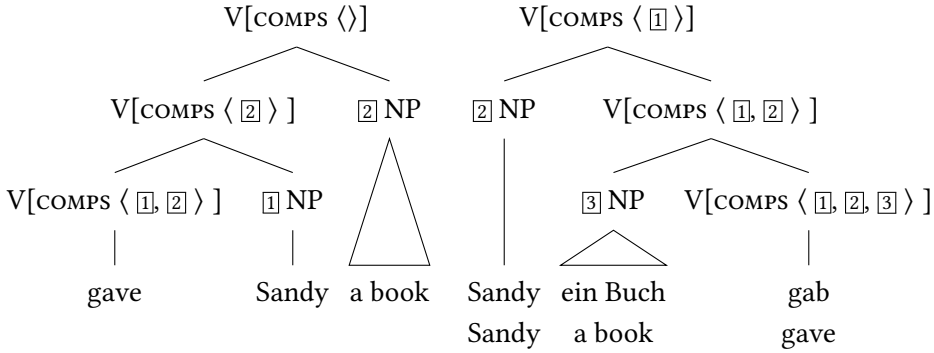 V[COMPS ⟨⟩] V[COMPS ⟨ 1 ⟩]
V[COMPS ⟨ 2 ⟩ ] 2 NP 2 NP V[COMPS ⟨ 1, 2 ⟩ ]
V[COMPS ⟨ 1, 2 ⟩ ] 1 NP 3 NP V[COMPS ⟨ 1, 2, 3 ⟩ ]
gave Sandy a book Sandy ein Buch gab
Sandy a book gave